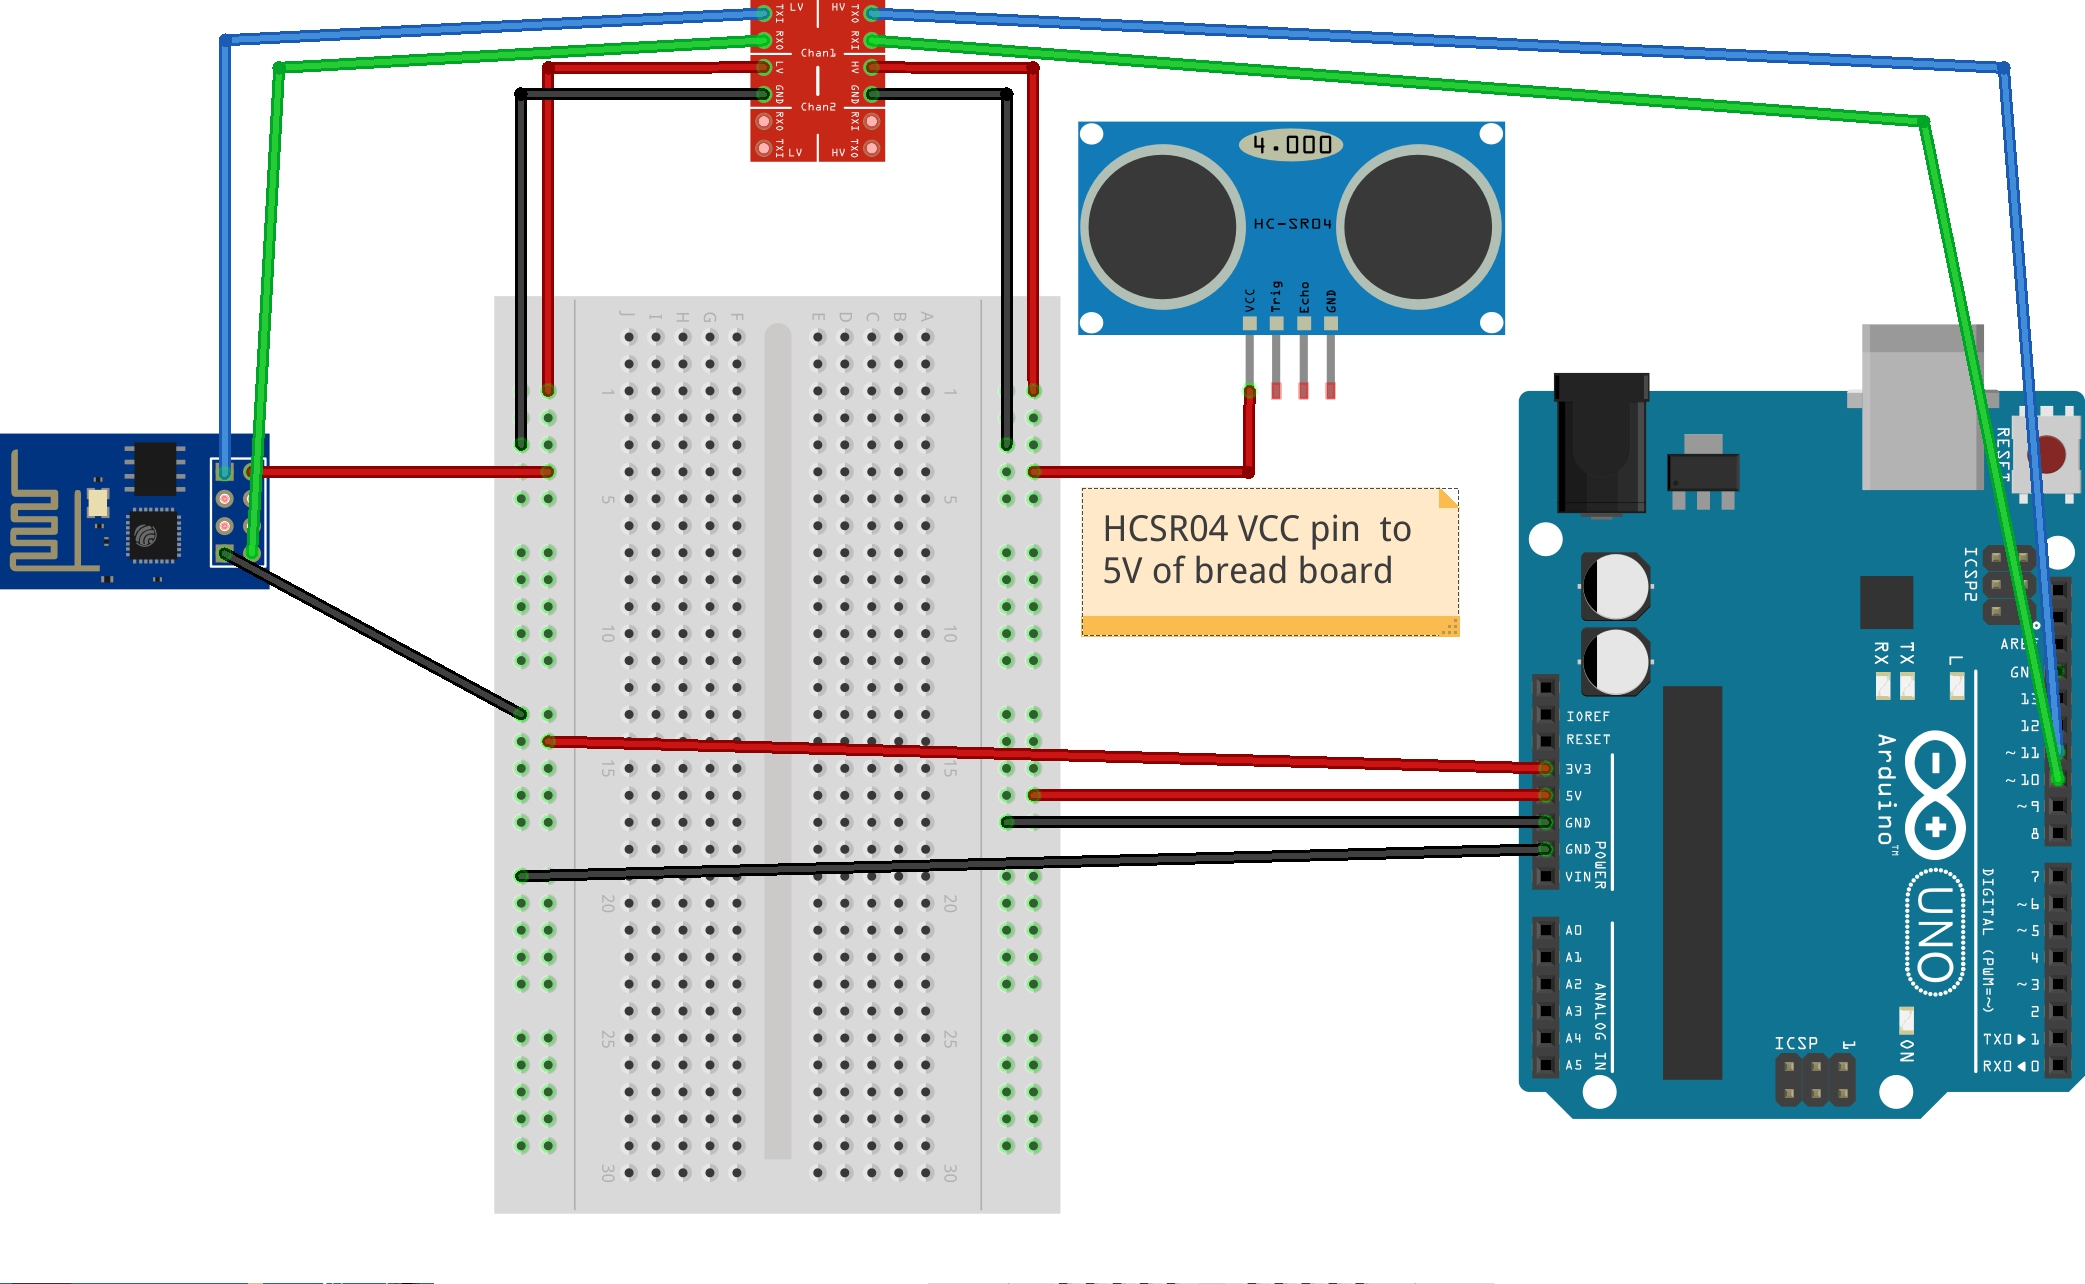 TXI LV HV TXO
RXO RXI
Chan1
LV HV
GND GND
Chan2
RXO RXI
TXI LV HV TXO
4.000
HC-SR04
VCC Trig Echo GND
HCSR04 VCC pin to
5V of bread board
J I H G F E D C B A
1 1
5 5
10 10
15 15
20 20
25 25
30 30
RESET
ICSP2
AREF
GND
13
12
~11
~10
~9
8
7
~6
~5
4
~3
2
TX0▶1
RX0◀0
RX TX L
IOREF
RESET
3V3
5V
GND
GND
VIN
POWER
A0
A1
A2
A3
A4
A5
ANALOG IN
Arduino™
UNO
DIGITAL (PWM=~)
ON
ICSP 1